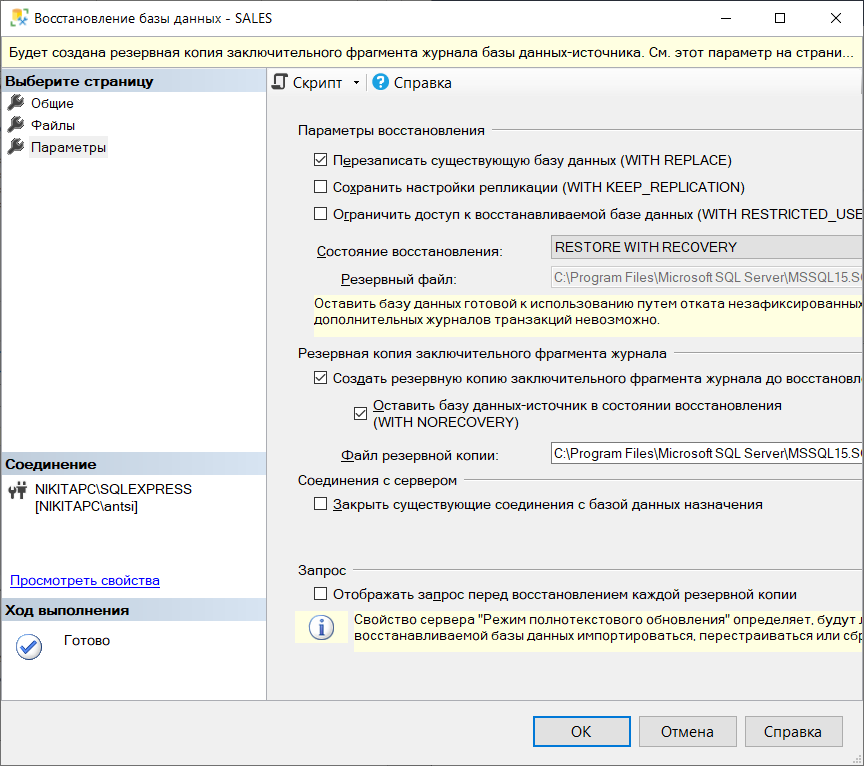 Восстановление базы данных - SALES
Будет создана резервная копия заключительного фрагмента журнала базы данных-источника. См. этот параметр на страни...
Выберите страницу
Общие
Файлы
Параметры
Скрипт
Справка
Параметры восстановления
Перезаписать существующую базу данных (WITH REPLACE)
Сохранить настройки репликации (WITH KEEP_REPLICATION)
Ограничить доступ к восстанавливаемой базе данных (WITH RESTRICTED_USE
Состояние восстановления:
RESTORE WITH RECOVERY
Резервный файл:
C:\Program Files\Microsoft SQL Server\MSSQL15.SC
Оставить базу данных готовой к использованию путем отката незафиксированных
дополнительных журналов транзакций невозможно.
Резервная копия заключительного фрагмента журнала
Создать резервную копию заключительного фрагмента журнала до восстановл
Оставить базу данных-источник в состоянии восстановления
(WITH NORECOVERY)
Файл резервной копии:
C:\Program Files\Microsoft SQL Server\MSSQL15.SC
Соединения с сервером
Закрыть существующие соединения с базой данных назначения
Запрос
Отображать запрос перед восстановлением каждой резервной копии
Свойство сервера "Режим полнотекстового обновления" определяет, будут л
восстанавливаемой базы данных импортироваться, перестраиваться или сбр
Соединение
NIKITAPC\SQLEXPRESS
[NIKITAPC\antsi]
Просмотреть свойства
Ход выполнения
Готово
ОК
Отмена
Справка